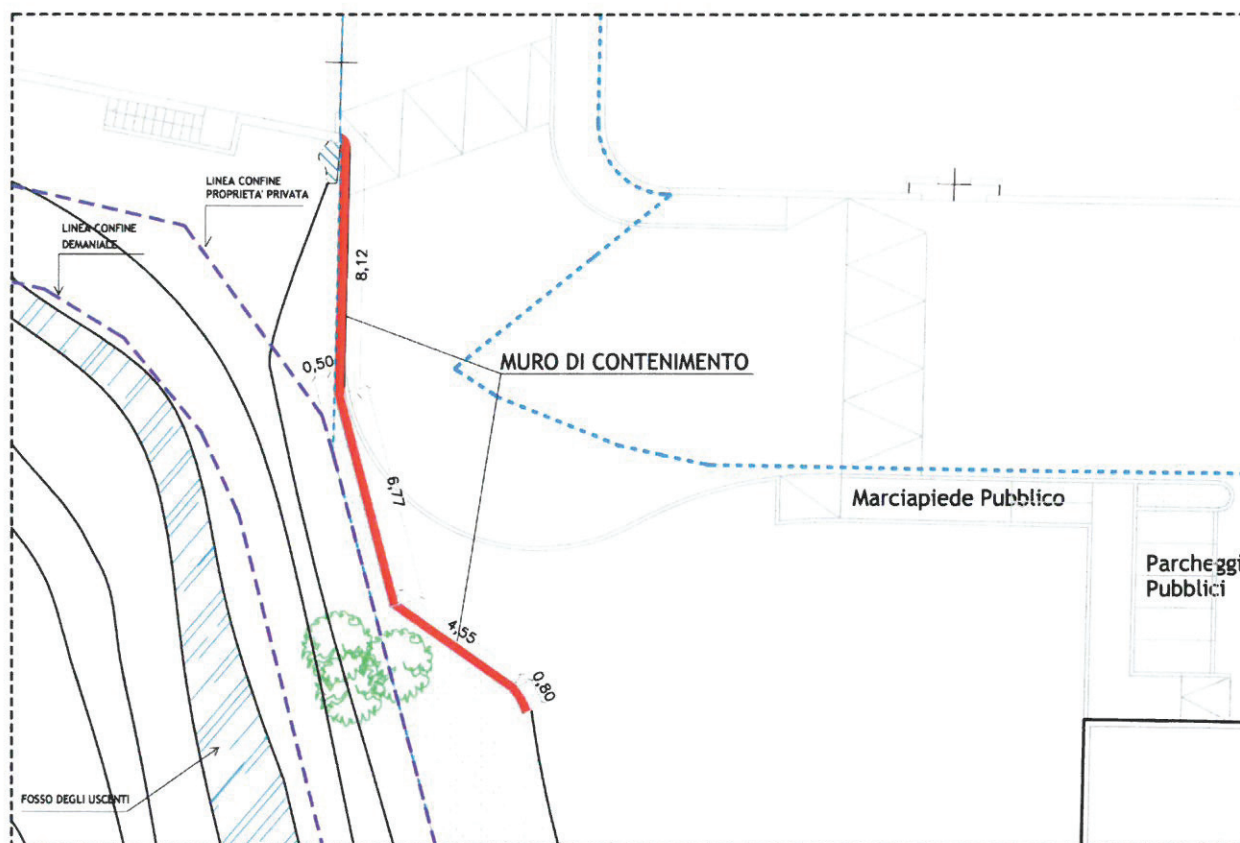 LINEA CONFINE
PROPRIETA' PRIVATA
LINEA CONFINE
DEMANIALE
8,12
0,50
MURO DI CONTENIMENTO
6,77
Marciapiede Pubblico
Parcheggi
Pubblici
4,55
0,80
FOSSO DEGLI USCENTI